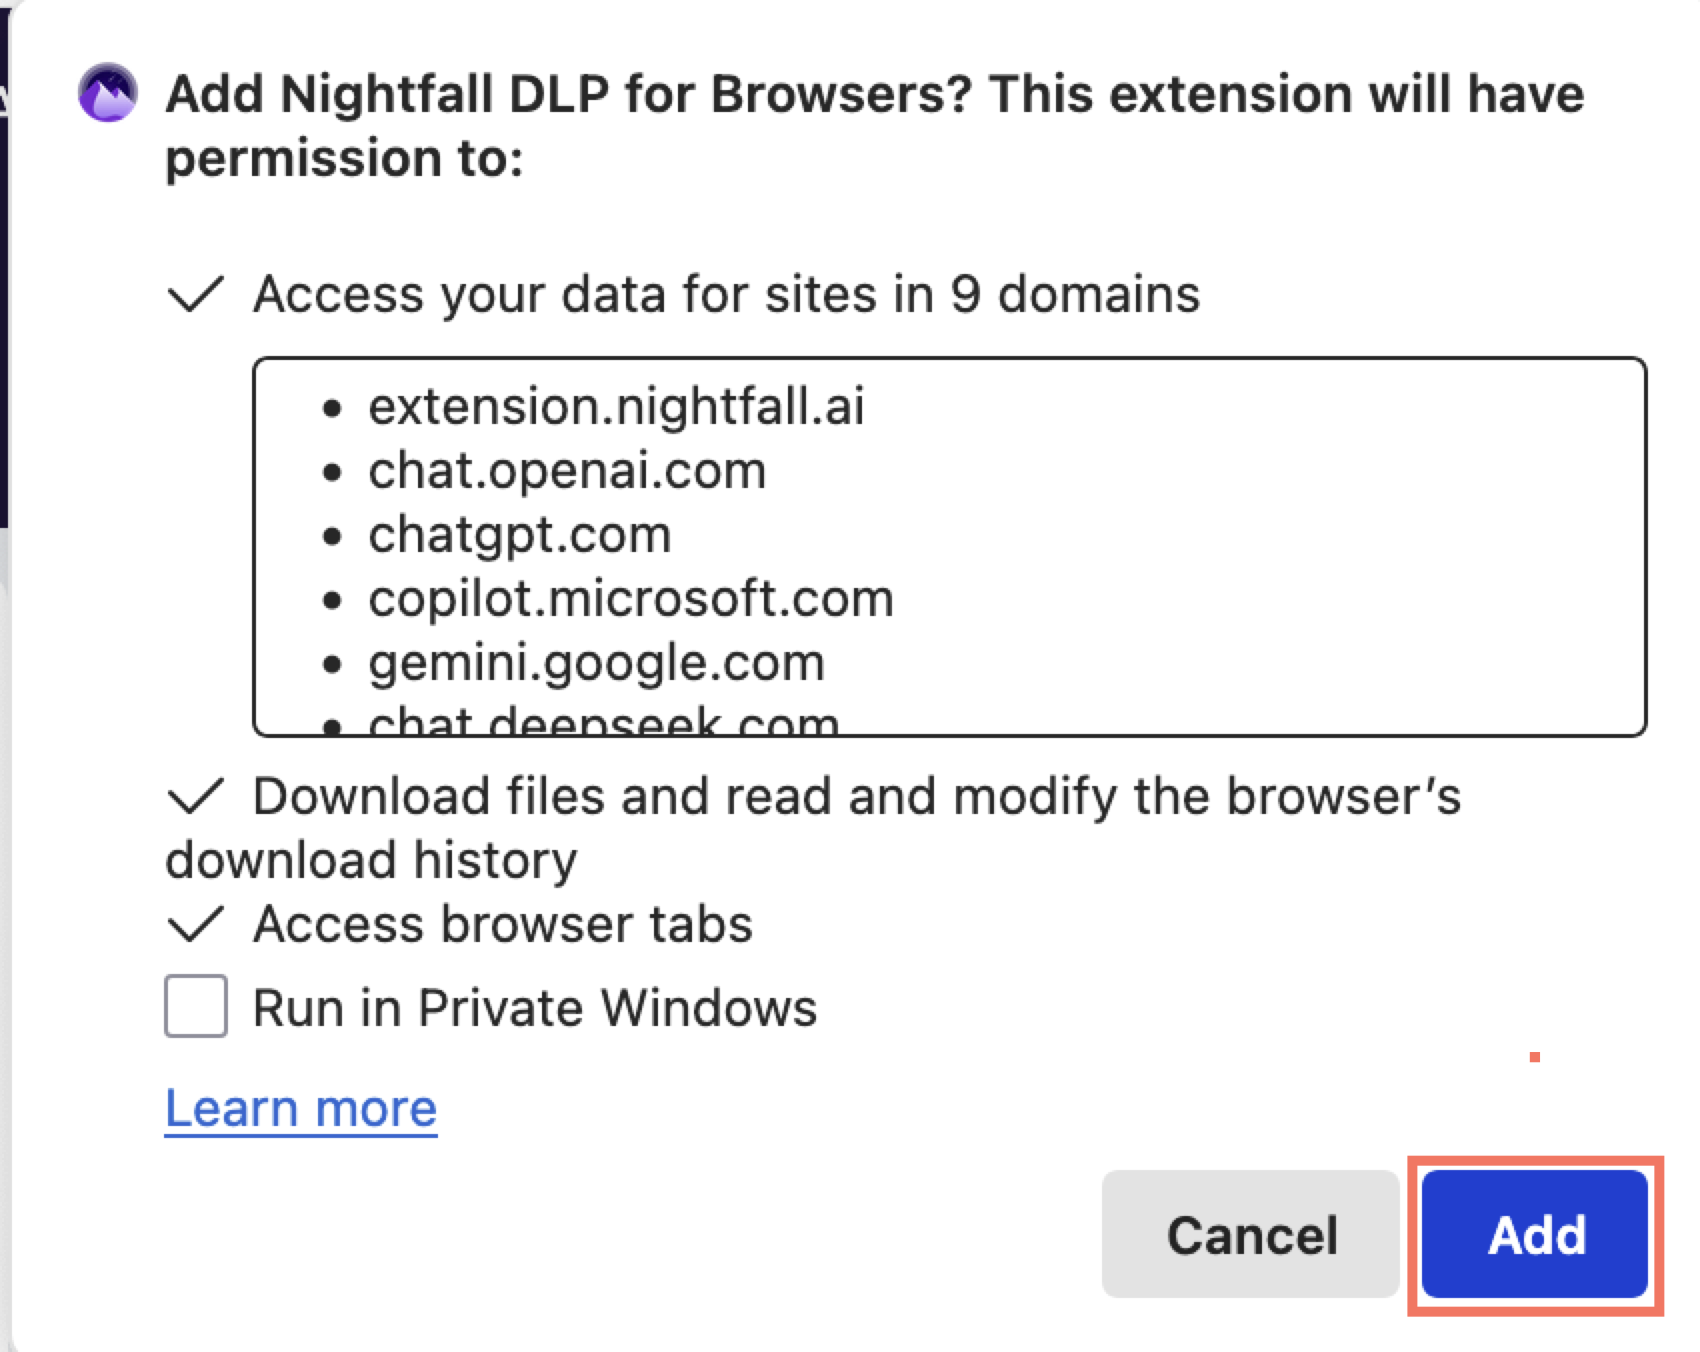 Add Nightfall DLP for Browsers? This extension will have
permission to:
Access your data for sites in 9 domains
extension.nightfall.ai
chat.openai.com
chatgpt.com
copilot.microsoft.com
gemini.google.com
chat.deepseek.com
Download files and read and modify the browser’s
download history
Access browser tabs
Run in Private Windows
Learn more
Cancel
Add